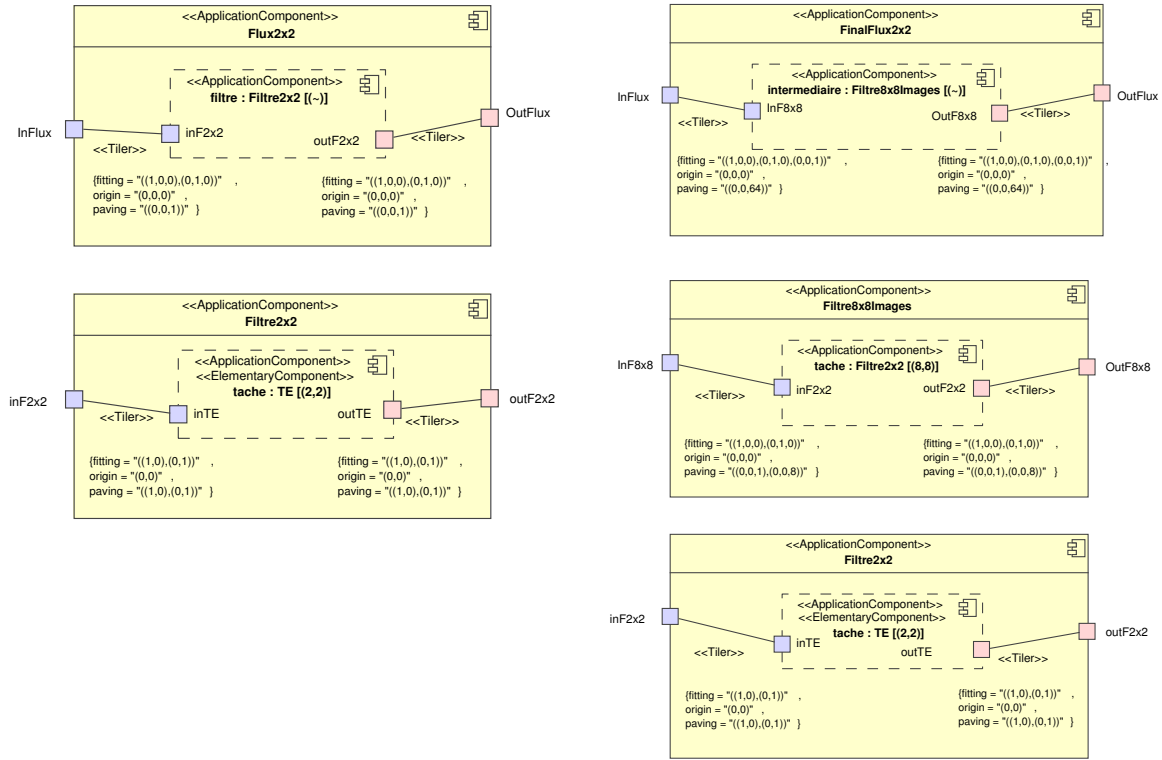 <<ApplicationComponent>>
Flux2x2
<<ApplicationComponent>>
filtre : Filtre2x2 [(~)]
InFlux
inF2x2
outF2x2
OutFlux
<<Tiler>>
<<Tiler>>
{fitting = "((1,0,0),(0,1,0))" ,
origin = "(0,0,0)" ,
paving = "((0,0,1))" }
{fitting = "((1,0,0),(0,1,0))" ,
origin = "(0,0,0)" ,
paving = "((0,0,1))" }
<<ApplicationComponent>>
Filtre2x2
<<ApplicationComponent>>
<<ElementaryComponent>>
tache : TE [(2,2)]
inF2x2
inTE
outTE
outF2x2
<<Tiler>>
<<Tiler>>
{fitting = "((1,0),(0,1))" ,
origin = "(0,0)" ,
paving = "((1,0),(0,1))" }
{fitting = "((1,0),(0,1))" ,
origin = "(0,0)" ,
paving = "((1,0),(0,1))" }
<<ApplicationComponent>>
FinalFlux2x2
<<ApplicationComponent>>
intermediaire : Filtre8x8Images [(~)]
InFlux
InF8x8
OutF8x8
OutFlux
<<Tiler>>
<<Tiler>>
{fitting = "((1,0,0),(0,1,0),(0,0,1))" ,
origin = "(0,0,0)" ,
paving = "((0,0,64))" }
{fitting = "((1,0,0),(0,1,0),(0,0,1))" ,
origin = "(0,0,0)" ,
paving = "((0,0,64))" }
<<ApplicationComponent>>
Filtre8x8Images
<<ApplicationComponent>>
tache : Filtre2x2 [(8,8)]
InF8x8
inF2x2
outF2x2
OutF8x8
<<Tiler>>
<<Tiler>>
{fitting = "((1,0,0),(0,1,0))" ,
origin = "(0,0,0)" ,
paving = "((0,0,1),(0,0,8))" }
{fitting = "((1,0,0),(0,1,0))" ,
origin = "(0,0,0)" ,
paving = "((0,0,1),(0,0,8))" }
<<ApplicationComponent>>
Filtre2x2
<<ApplicationComponent>>
<<ElementaryComponent>>
tache : TE [(2,2)]
inF2x2
inTE
outTE
outF2x2
<<Tiler>>
<<Tiler>>
{fitting = "((1,0),(0,1))" ,
origin = "(0,0)" ,
paving = "((1,0),(0,1))" }
{fitting = "((1,0),(0,1))" ,
origin = "(0,0)" ,
paving = "((1,0),(0,1))" }